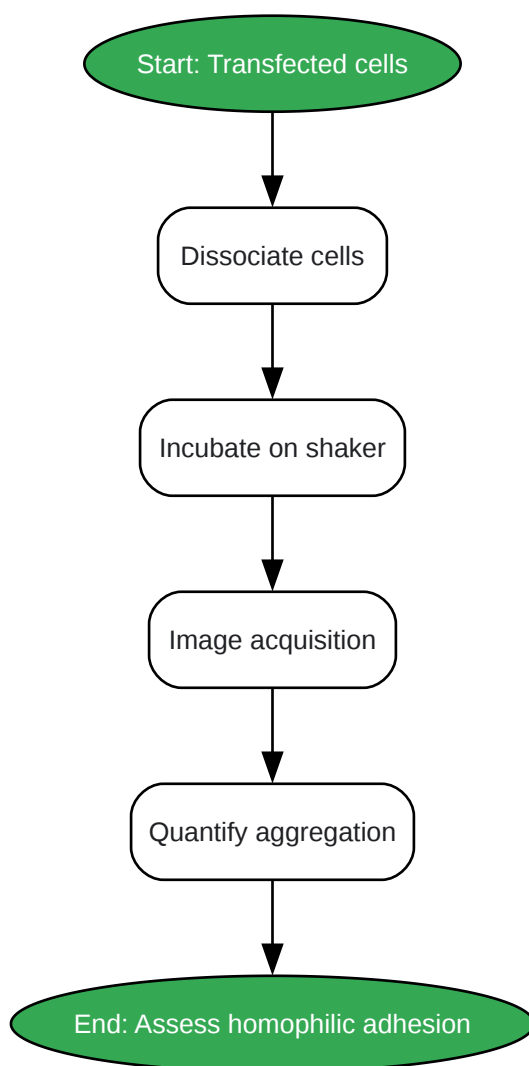 Start: Transfected cells
Dissociate cells
Incubate on shaker
Image acquisition
Quantify aggregation
End: Assess homophilic adhesion